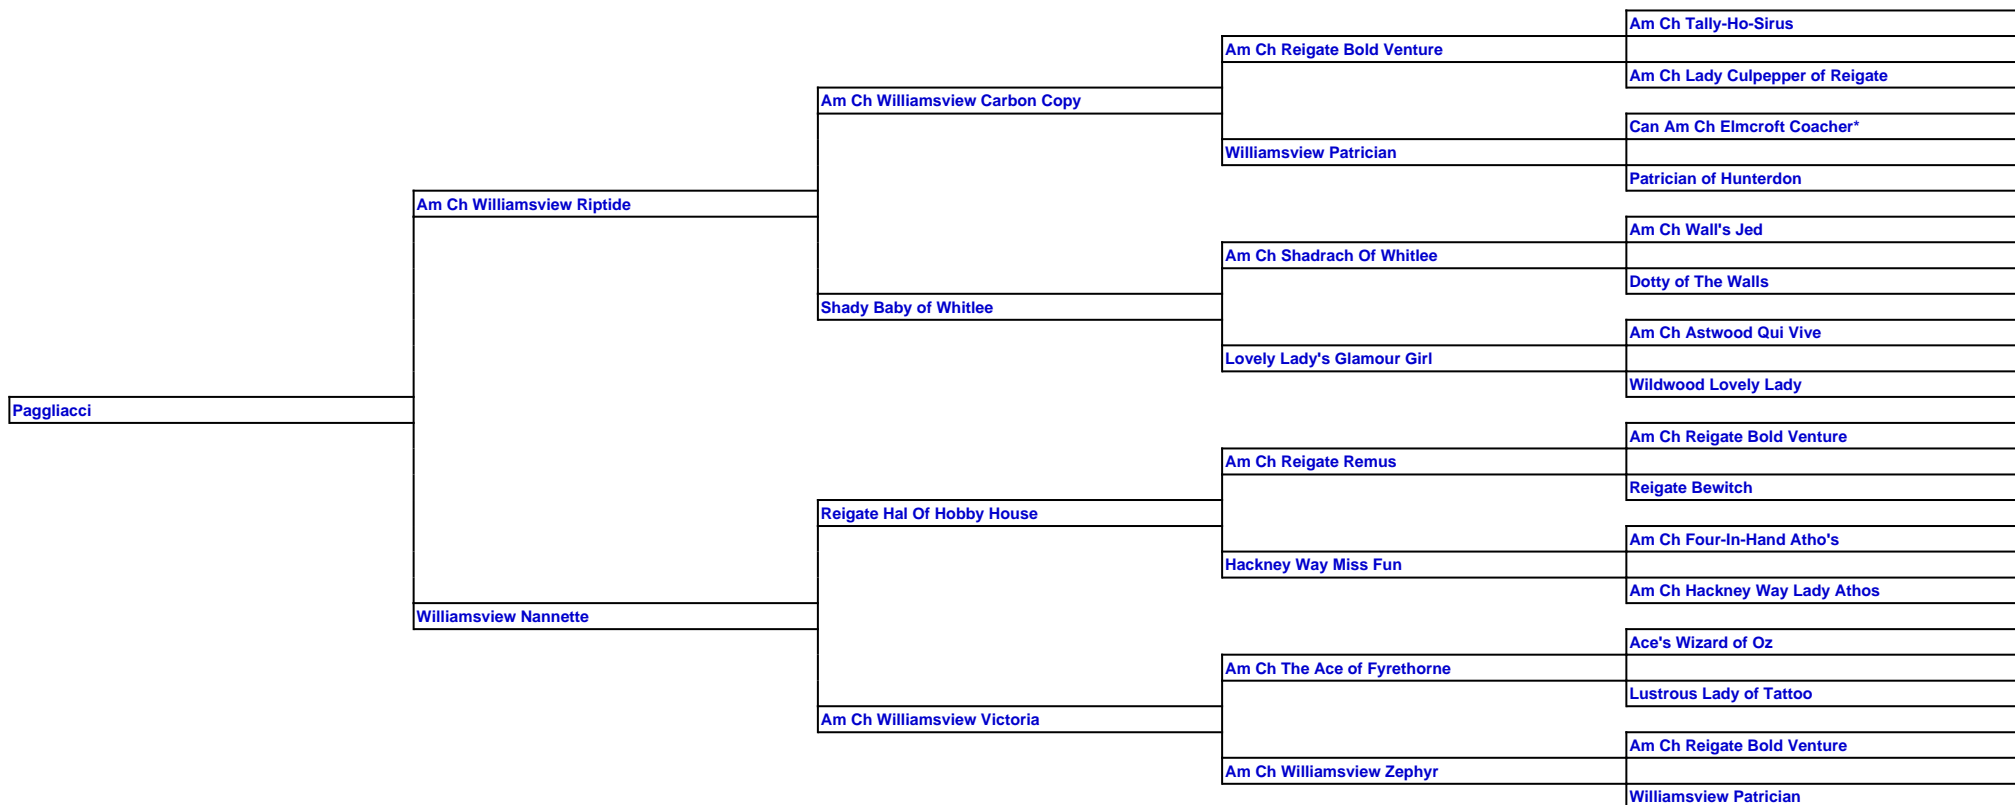 Am Ch Tally-Ho-Sirus
Am Ch Reigate Bold Venture
Am Ch Lady Culpepper of Reigate
Am Ch Williamsview Carbon Copy
Can Am Ch Elmcroft Coacher*
Williamsview Patrician
Patrician of Hunterdon
Am Ch Williamsview Riptide
Am Ch Wall's Jed
Am Ch Shadrach Of Whitlee
Dotty of The Walls
Shady Baby of Whitlee
Am Ch Astwood Qui Vive
Lovely Lady's Glamour Girl
Wildwood Lovely Lady
Paggliacci
Am Ch Reigate Bold Venture
Am Ch Reigate Remus
Reigate Bewitch
Reigate Hal Of Hobby House
Am Ch Four-In-Hand Atho's
Hackney Way Miss Fun
Am Ch Hackney Way Lady Athos
Williamsview Nannette
Ace's Wizard of Oz
Am Ch The Ace of Fyrethorne
Lustrous Lady of Tattoo
Am Ch Williamsview Victoria
Am Ch Reigate Bold Venture
Am Ch Williamsview Zephyr
Williamsview Patrician